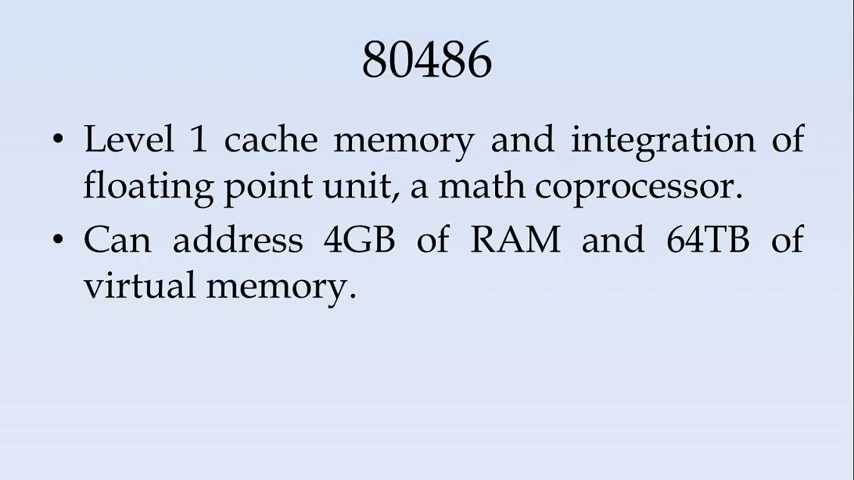 80486
• Level 1 cache memory and integration of
floating point unit, a math coprocessor.
• Can address 4GB of RAM and 64TB of
virtual memory.